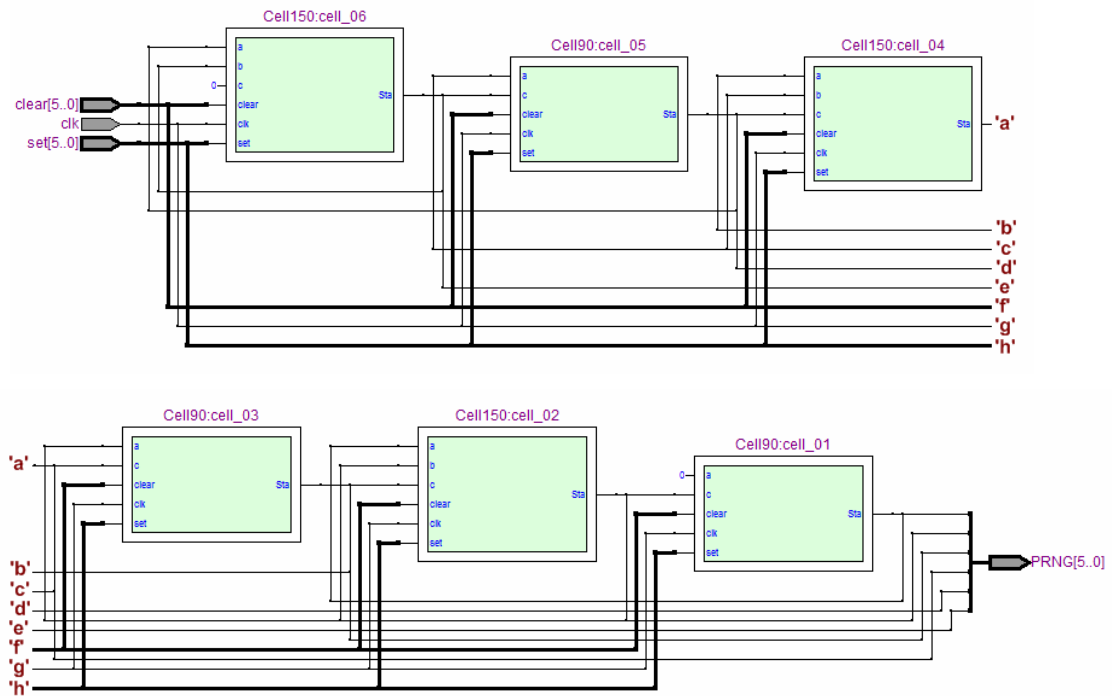 Cell150:cell_06
Cell90:cell_05
Cell150:cell_04
a
b
c
clear
clk
set
Sta
0
a
c
clear
clk
set
Sta
a
b
c
clear
clk
set
Sta
clear[5..0]
clk
set[5..0]
'a'
'b'
'c'
'd'
'e'
'f'
'g'
'h'
Cell90:cell_03
Cell150:cell_02
Cell90:cell_01
'a'
'b'
'c'
'd'
'e'
'f'
'g'
'h'
a
c
clear
clk
set
Sta
a
b
c
clear
clk
set
Sta
0
a
c
clear
clk
set
Sta
PRNG[5..0]